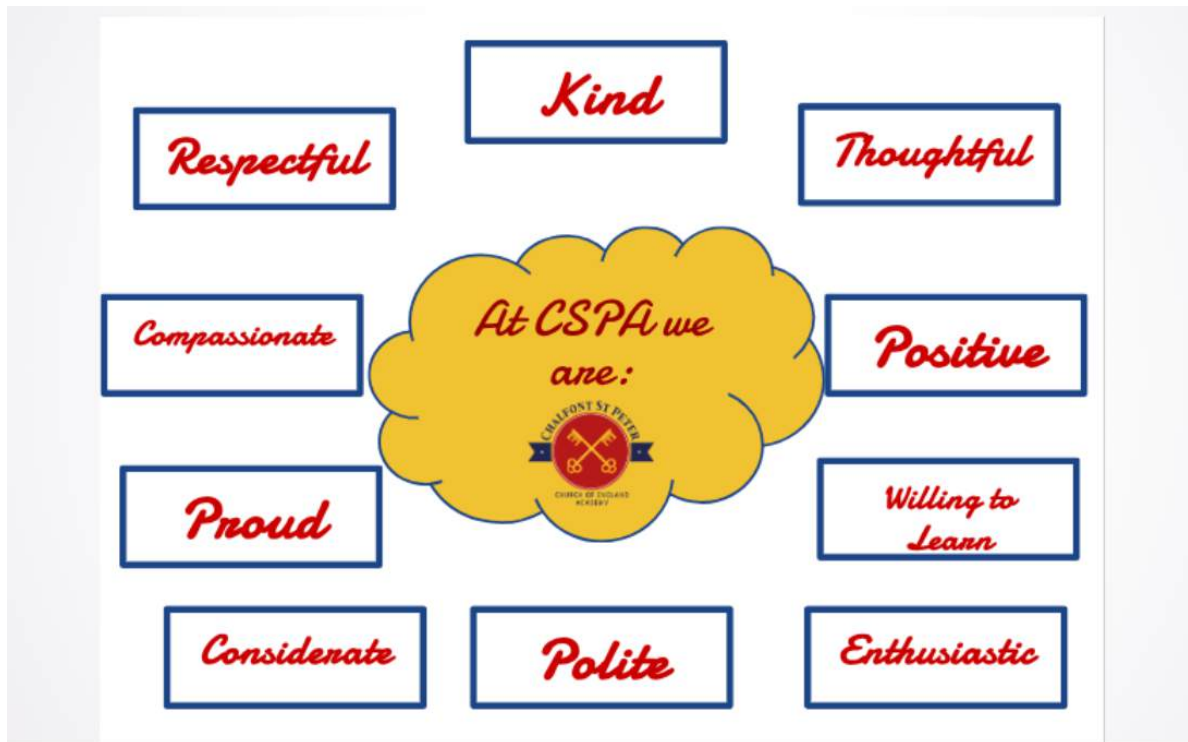 Kind
Respectful
Thoughtful
At CSPA we
are:
Compassionate
Positive
CHALFONT ST PETER
CHURCH OF ENGLAND
ACADEMY
Proud
Willing to
Learn
Considerate
Polite
Enthusiastic